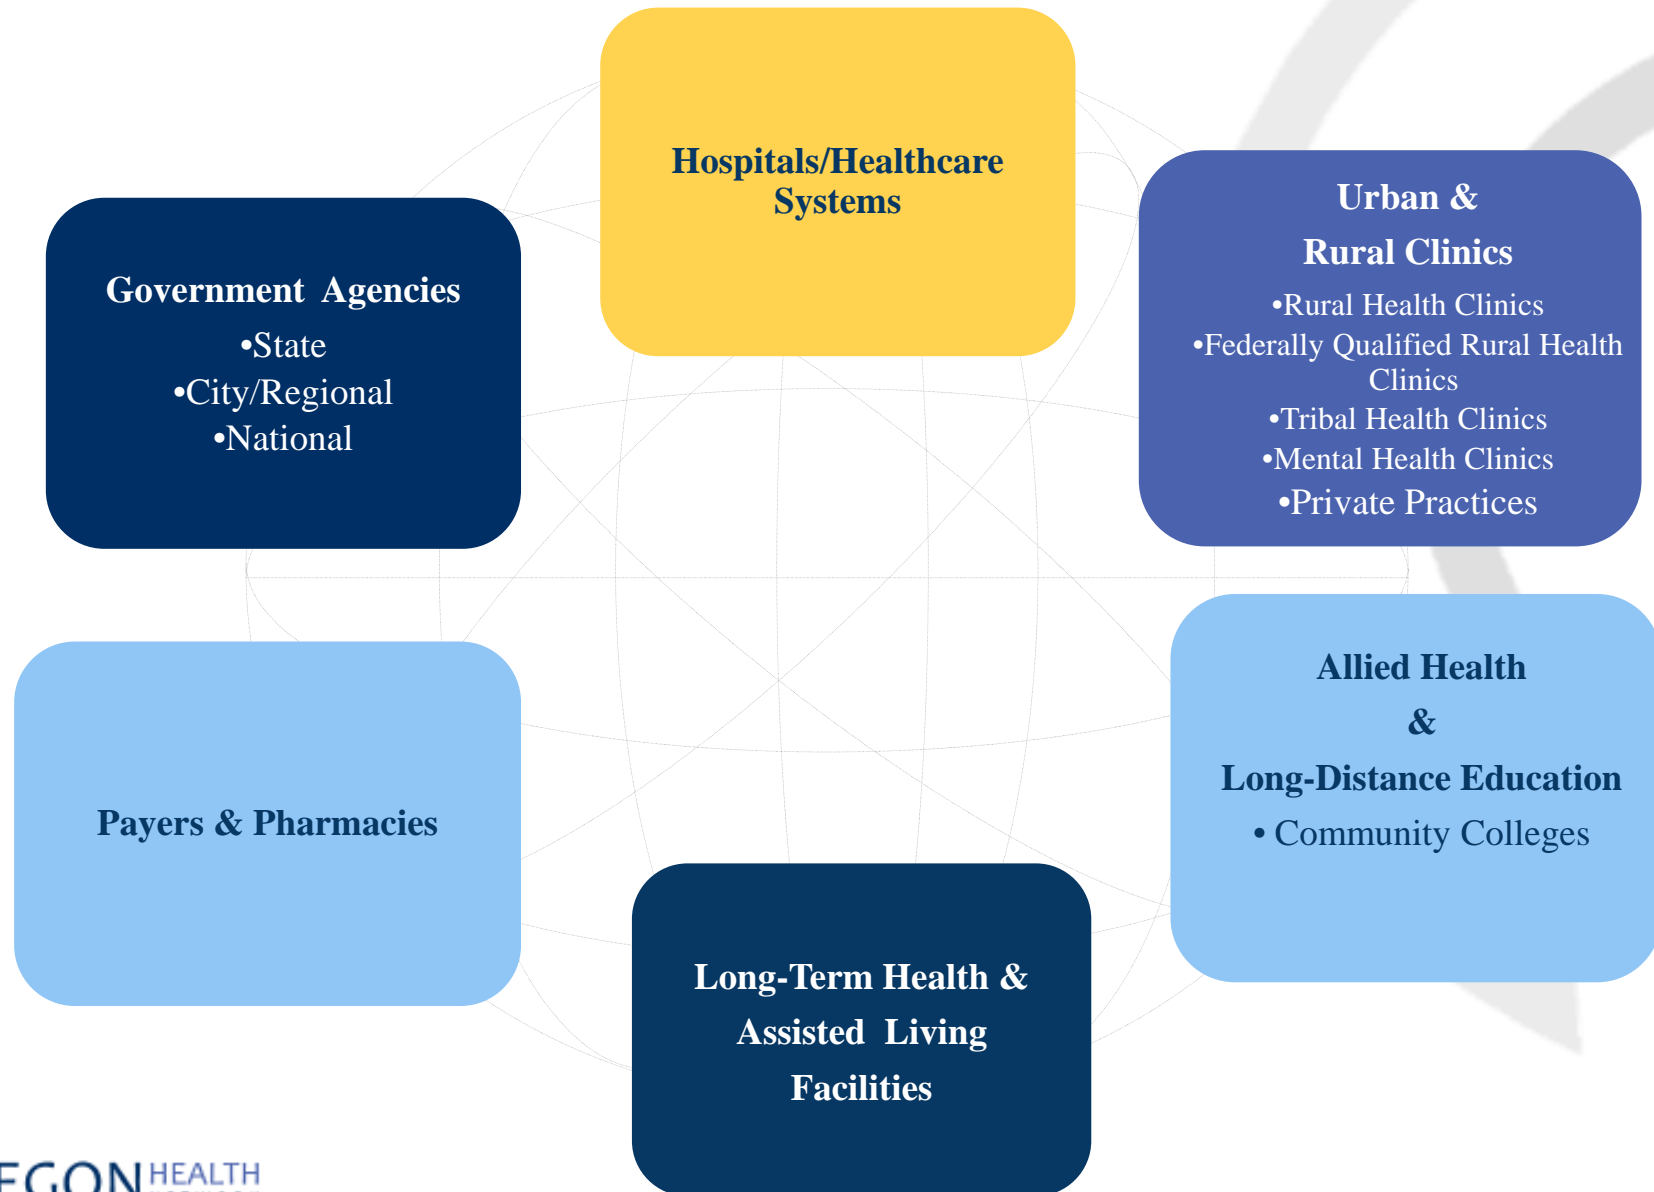 Hospitals/Healthcare
Systems
Urban &
Rural Clinics
•Rural Health Clinics
•Federally Qualified Rural Health
Clinics
•Tribal Health Clinics
•Mental Health Clinics
•Private Practices
Government Agencies
•State
•City/Regional
•National
Allied Health
&
Long-Distance Education
• Community Colleges
Payers & Pharmacies
Long-Term Health &
Assisted Living
Facilities
EGON HEALTH